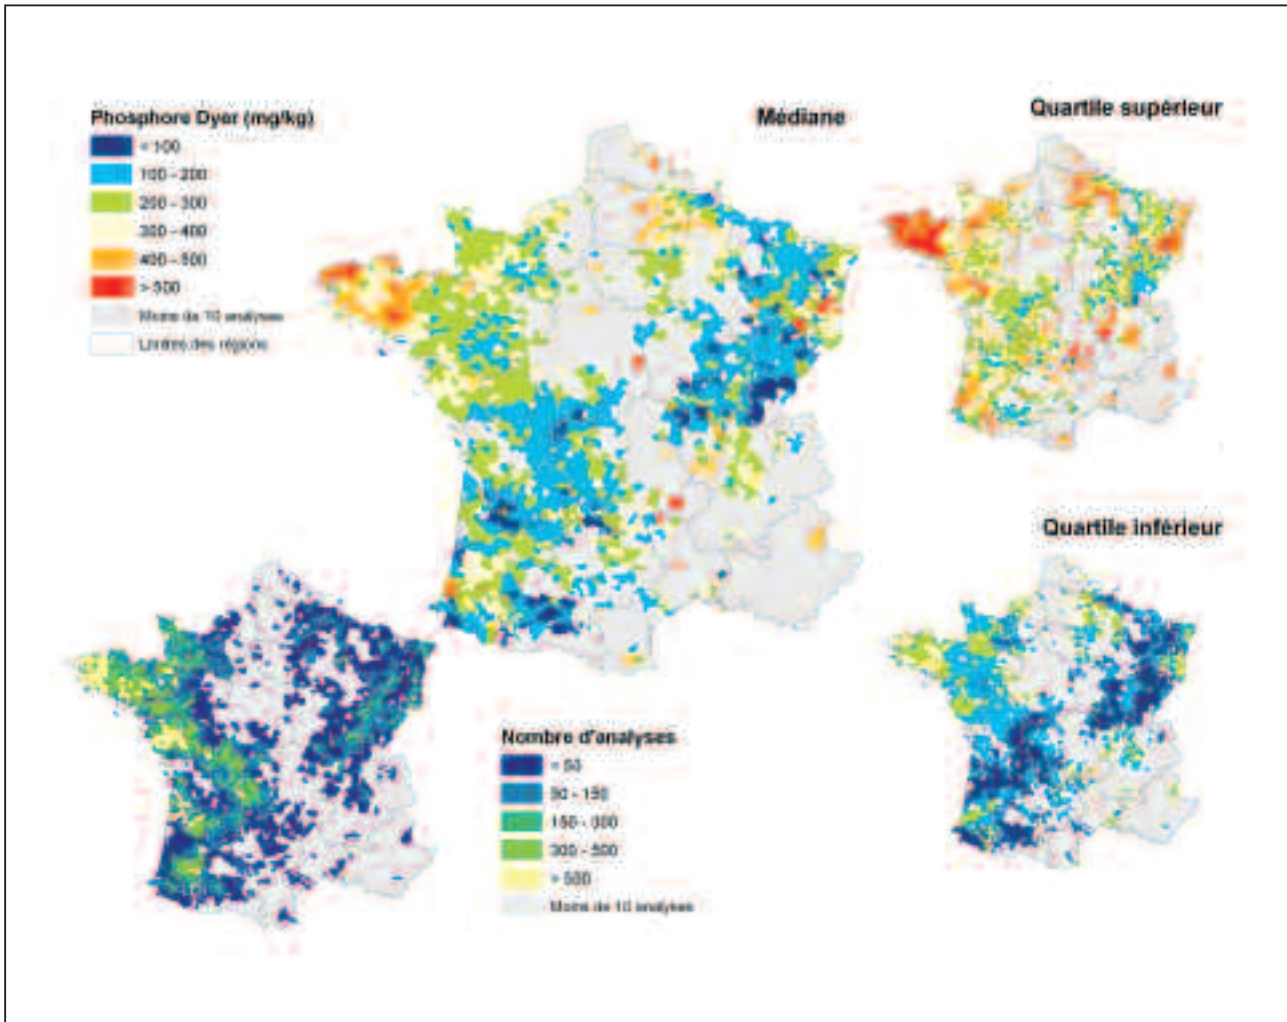 Phosphore Dyer (mg/kg)
< 100
100 - 200
200 - 300
300 - 400
400 - 500
> 500
Moins de 10 analyses
Limites des régions
Médiane
Quartile supérieur
Quartile inférieur
Nombre d'analyses
< 50
50 - 150
150 - 300
300 - 500
> 500
Moins de 10 analyses